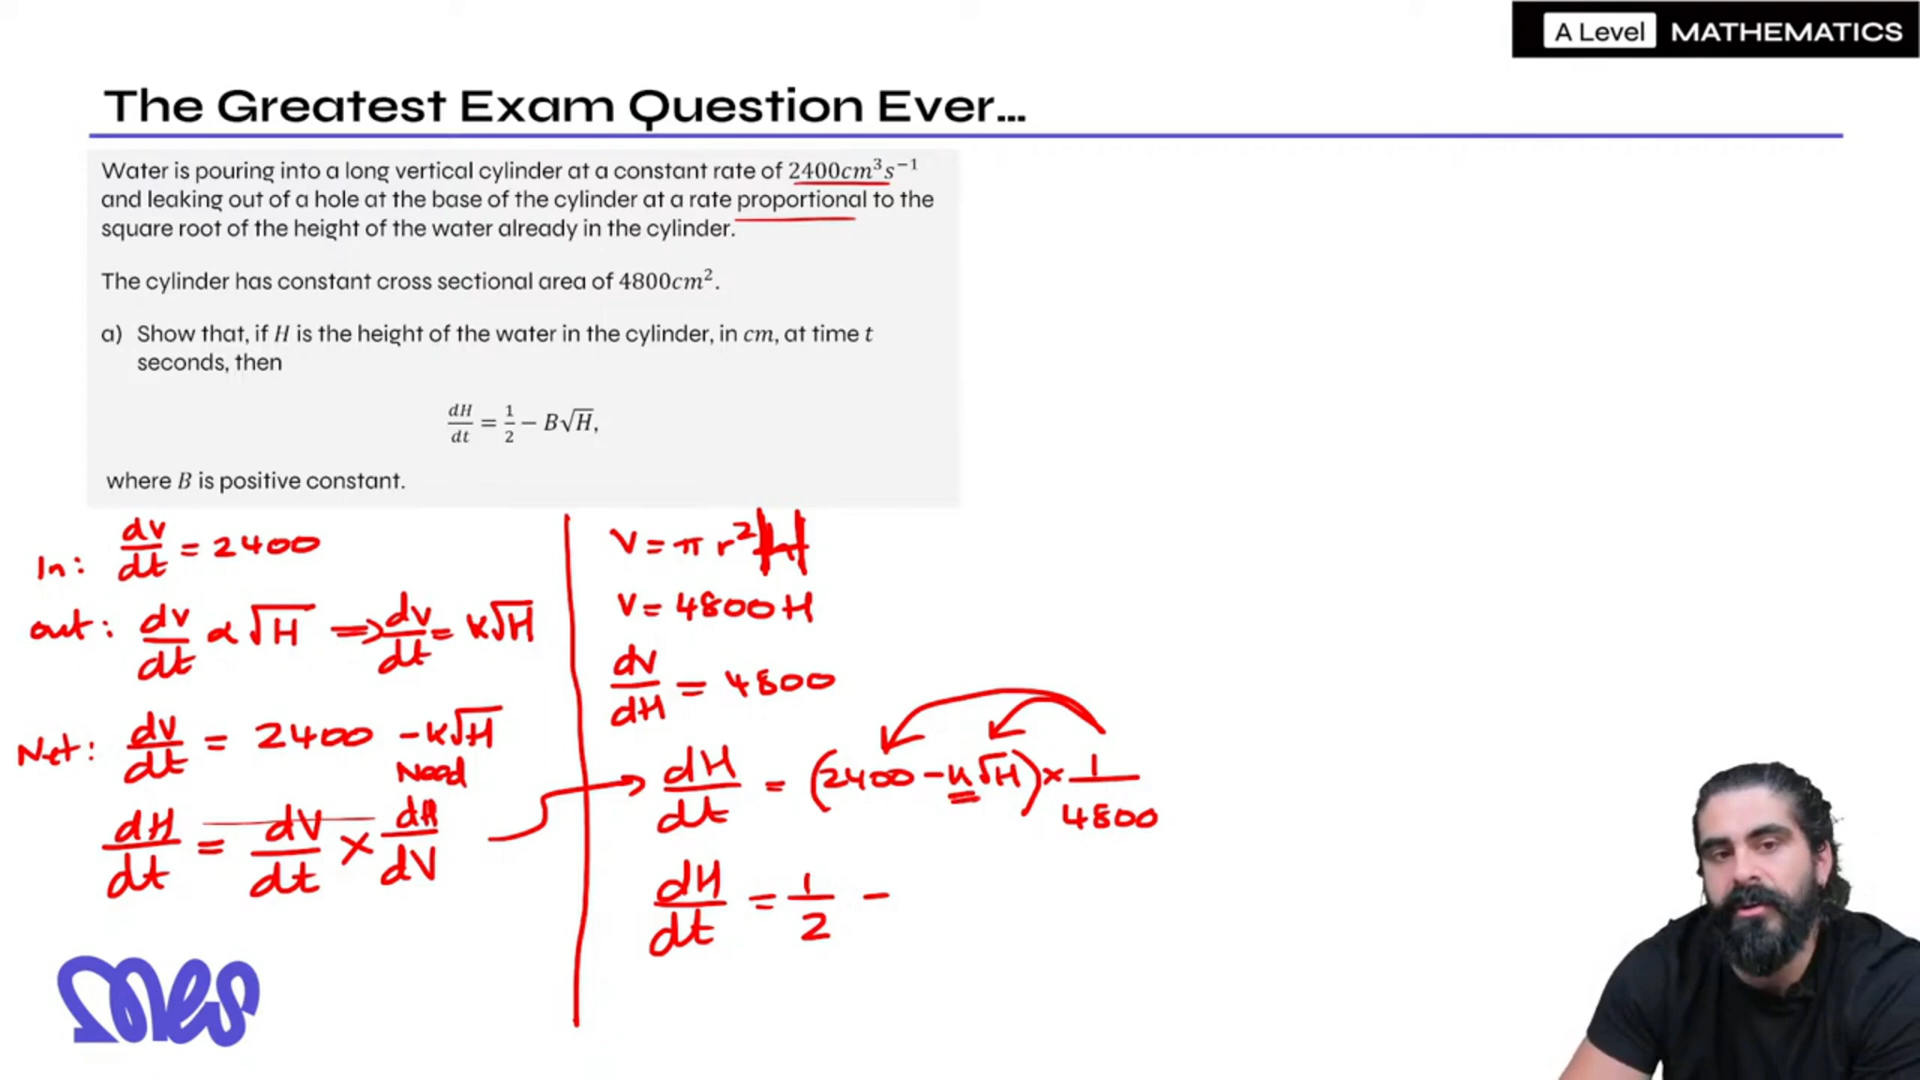 A Level MATHEMATICS
The Greatest Exam Question Ever...
Water is pouring into a long vertical cylinder at a constant rate of 2400cm³s⁻¹
and leaking out of a hole at the base of the cylinder at a rate proportional to the
square root of the height of the water already in the cylinder.
The cylinder has constant cross sectional area of 4800cm².
a) Show that, if H is the height of the water in the cylinder, in cm, at time t
seconds, then
dH/dt = 1/2 − B√H,
where B is positive constant.
In: dv/dt = 2400
out: dv/dt ∝ √H ⇒ dv/dt = k√H
Net: dv/dt = 2400 - k√H
Need
dH/dt = dV/dt × dH/dV
V = π r² H
V = 4800H
dV/dH = 4800
dH/dt = (2400 - k√H) × 1/4800
dH/dt = 1/2 -
mes